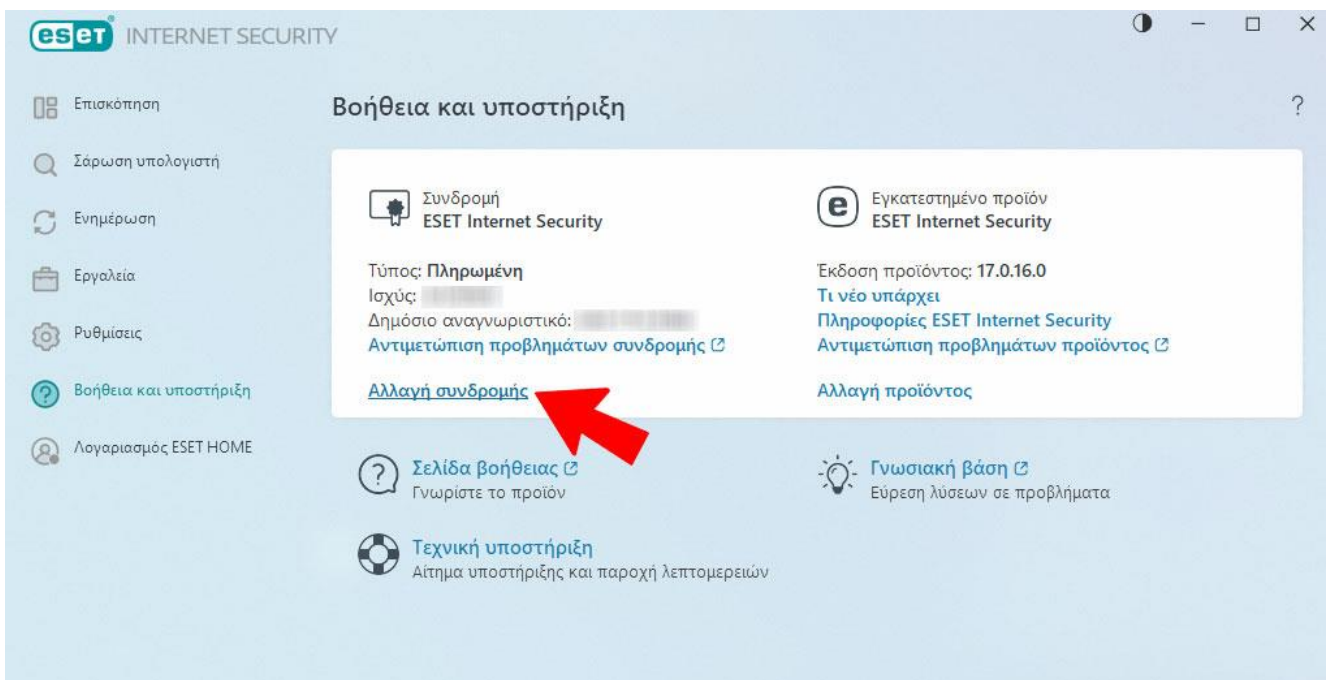 eset INTERNET SECURITY
Επισκόπηση
Σάρωση υπολογιστή
Ενημέρωση
Εργαλεία
Ρυθμίσεις
Βοήθεια και υποστήριξη
Λογαριασμός ESET HOME
Βοήθεια και υποστήριξη
?
Συνδρομή
ESET Internet Security
Τύπος: Πληρωμένη
Ισχύς:
Δημόσιο αναγνωριστικό:
Αντιμετώπιση προβλημάτων συνδρομής
Αλλαγή συνδρομής
e
Εγκατεστημένο προϊόν
ESET Internet Security
Έκδοση προϊόντος: 17.0.16.0
Τι νέο υπάρχει
Πληροφορίες ESET Internet Security
Αντιμετώπιση προβλημάτων προϊόντος
Αλλαγή προϊόντος
Σελίδα βοήθειας
Γνωρίστε το προϊόν
Γνωσιακή βάση
Εύρεση λύσεων σε προβλήματα
Τεχνική υποστήριξη
Αίτημα υποστήριξης και παροχή λεπτομερειών